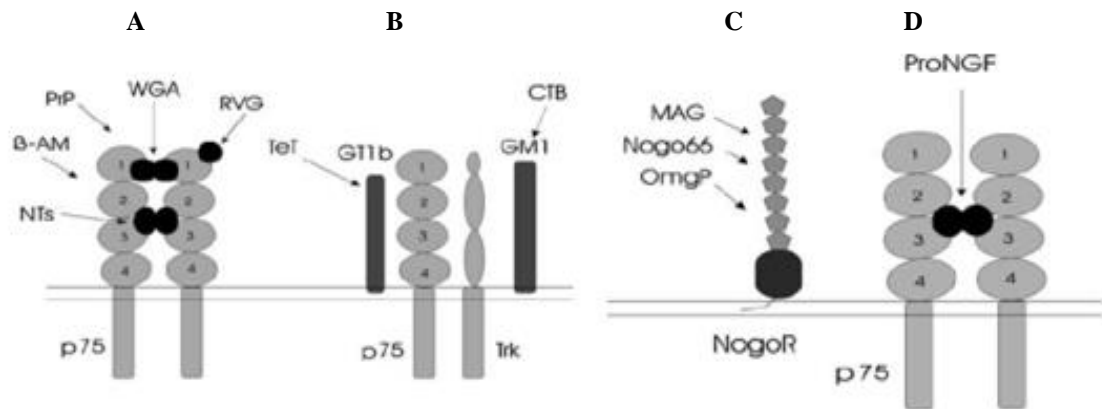 A B C D
ProNGF
WGA
PrP
RVG
CTB
MAG
ß-AM
TeT
GT1b
GM1
Nogo66
OmgP
NTs
1 1 1 1 1
2 2 2 2 2
3 3 3 3 3
4 4 4 4 4
p75
p75
Trk
NogoR
p75